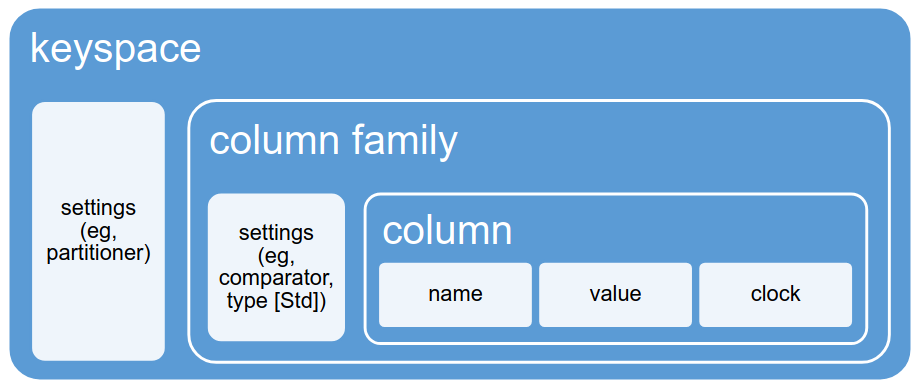 keyspace
settings
(eg,
partitioner)
column family
settings
(eg,
comparator,
type [Std])
column
name
value
clock